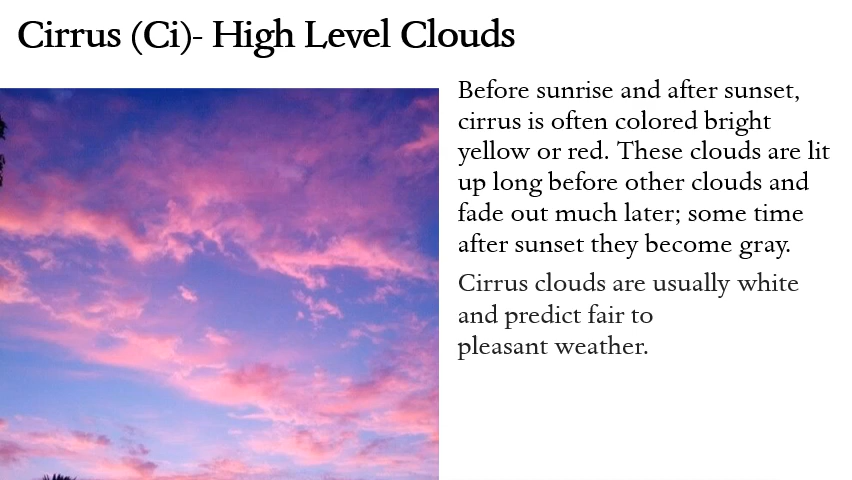 Cirrus (Ci)- High Level Clouds
Before sunrise and after sunset,
cirrus is often colored bright
yellow or red. These clouds are lit
up long before other clouds and
fade out much later; some time
after sunset they become gray.
Cirrus clouds are usually white
and predict fair to
pleasant weather.